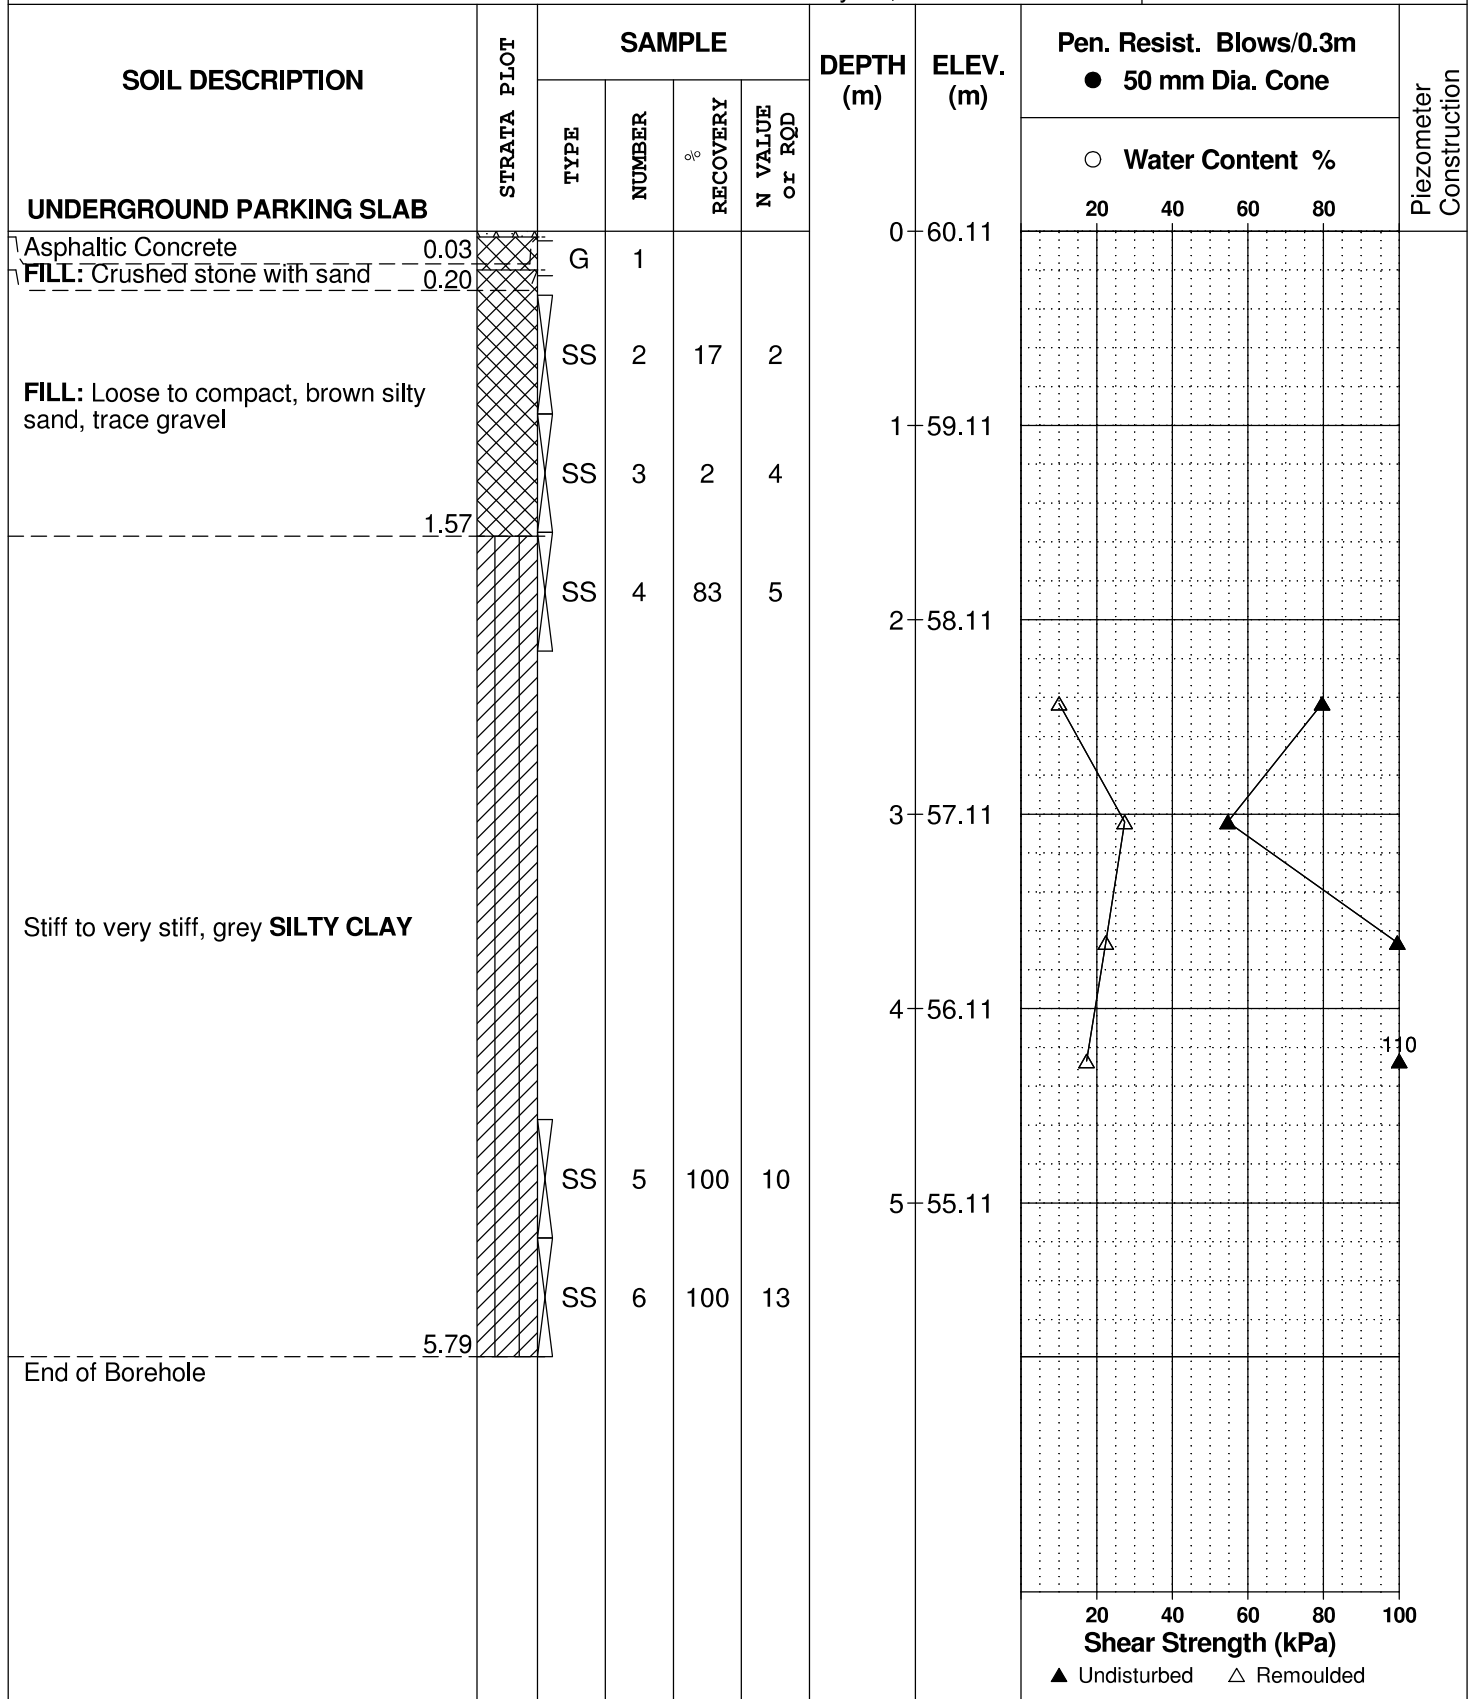 SOIL DESCRIPTION
UNDERGROUND PARKING SLAB
STRATA PLOT
SAMPLE
TYPE
NUMBER
% RECOVERY
N VALUE or RQD
DEPTH (m)
ELEV. (m)
Pen. Resist. Blows/0.3m
● 50 mm Dia. Cone
○ Water Content %
20 40 60 80
Piezometer Construction
0 60.11
Asphaltic Concrete 0.03
G 1
FILL: Crushed stone with sand 0.20
SS 2 17 2
FILL: Loose to compact, brown silty
sand, trace gravel
1 59.11
SS 3 2 4
1.57
SS 4 83 5
2 58.11
3 57.11
Stiff to very stiff, grey SILTY CLAY
4 56.11
110
SS 5 100 10
5 55.11
SS 6 100 13
5.79
End of Borehole
20 40 60 80 100
Shear Strength (kPa)
▲ Undisturbed △ Remoulded